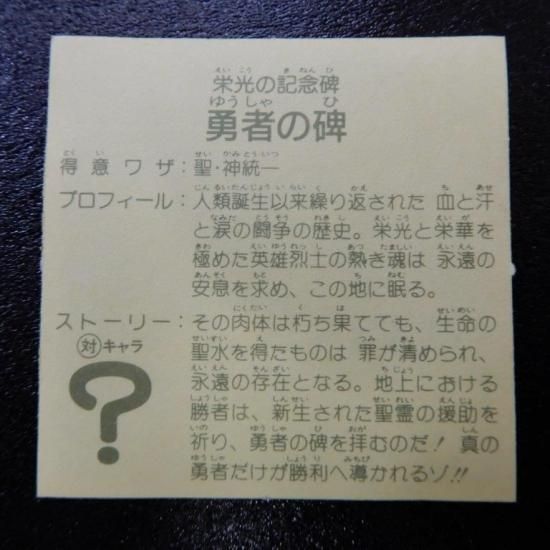 栄光の記念碑
勇者の碑
得意ワザ：聖・神統一
プロフィール：人類誕生以来繰り返された 血と汗
と涙の闘争の歴史。栄光と栄華を
極めた英雄烈士の熱き魂は 永遠の
安息を求め、この地に眠る。
ストーリー：その肉体は朽ち果てても、生命の
聖水を得たものは 罪が清められ、
永遠の存在となる。地上における
勝者は、新生された聖霊の援助を
祈り、勇者の碑を拝むのだ！ 真の
勇者だけが勝利へ導かれるゾ!!
対キャラ
？